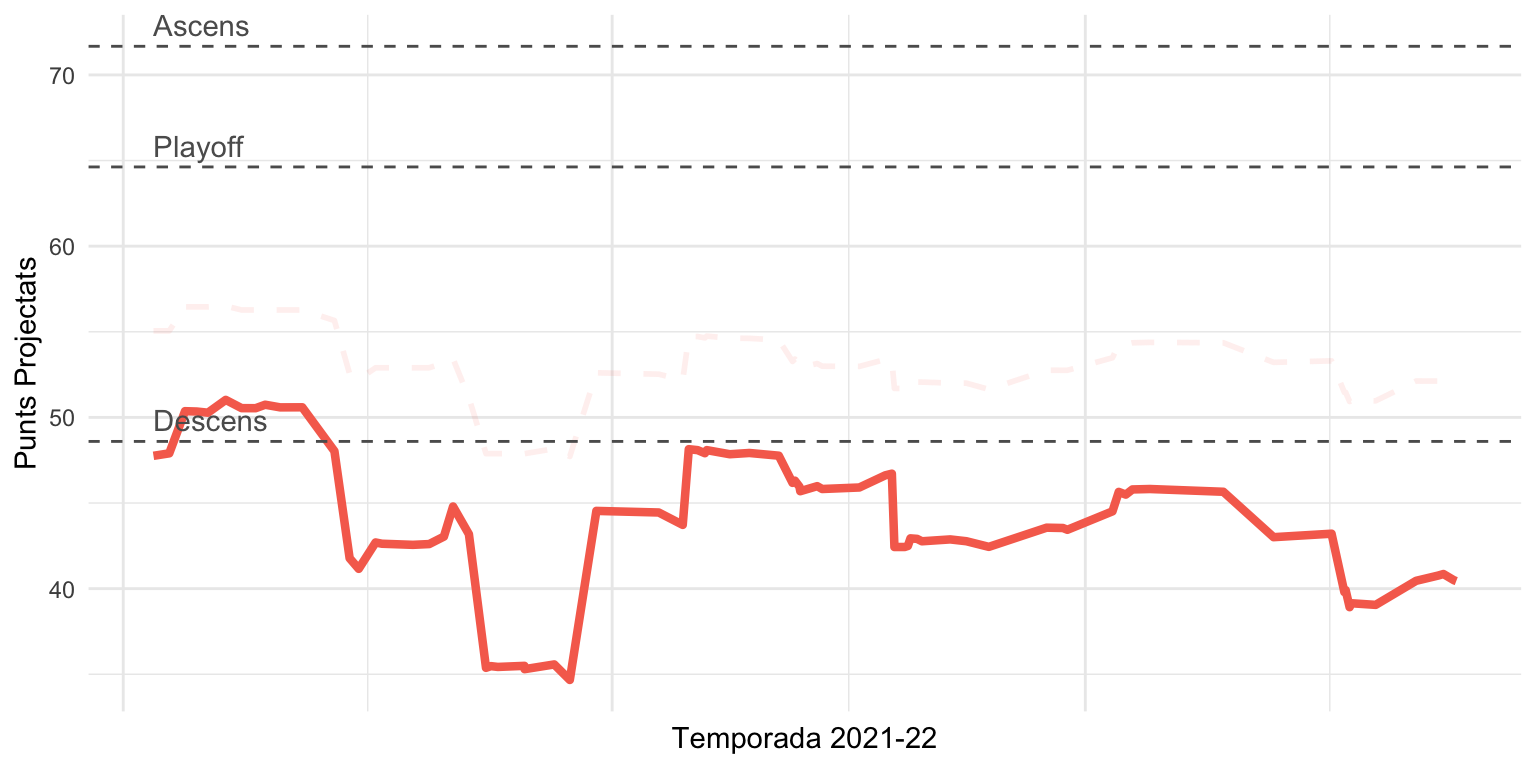 Ascens
70
Playoff
60
Punts Projectats
50
Descens
40
Temporada 2021-22